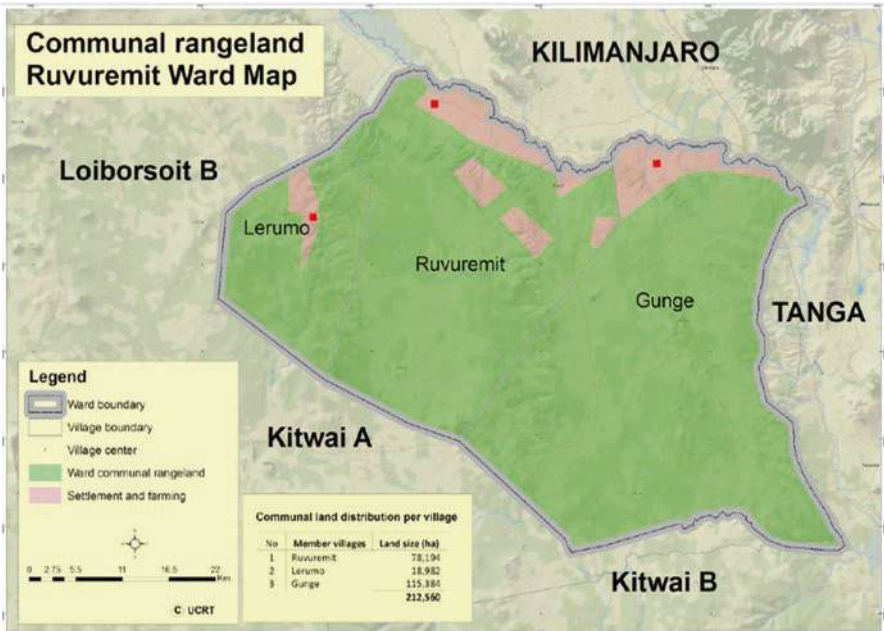 Communal rangeland
Ruvuremit Ward Map
KILIMANJARO
Loiborsoit B
Lerumo
Ruvuremit
Gunge
TANGA
Kitwai A
Kitwai B
Legend
Ward boundary
Village boundary
Village center
Ward communal rangeland
Settlement and farming
0 2.75 5.5 11 16.5 22
Km
C: UCRT
Communal land distribution per village
No Member villages Land size (ha)
1 Ruvuremit 78,194
2 Lerumo 18,982
3 Gunge 115,384
212,560